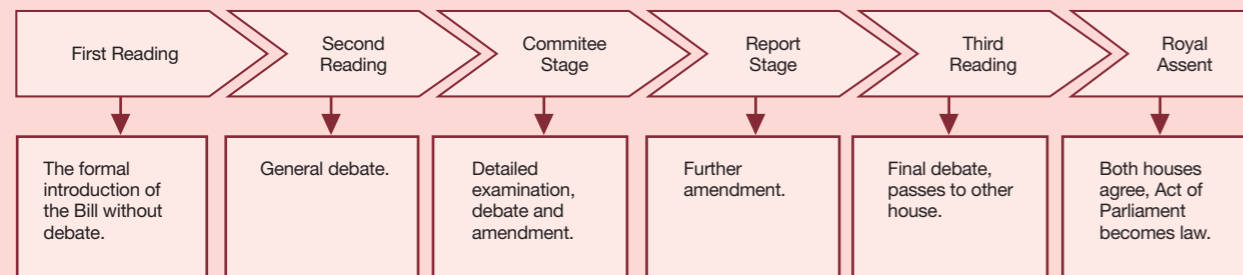 First Reading
Second
Reading
Commitee
Stage
Report
Stage
Third
Reading
Royal
Assent
The formal
introduction of
the Bill without
debate.
General debate.
Detailed
examination,
debate and
amendment.
Further
amendment.
Final debate,
passes to other
house.
Both houses
agree, Act of
Parliament
becomes law.